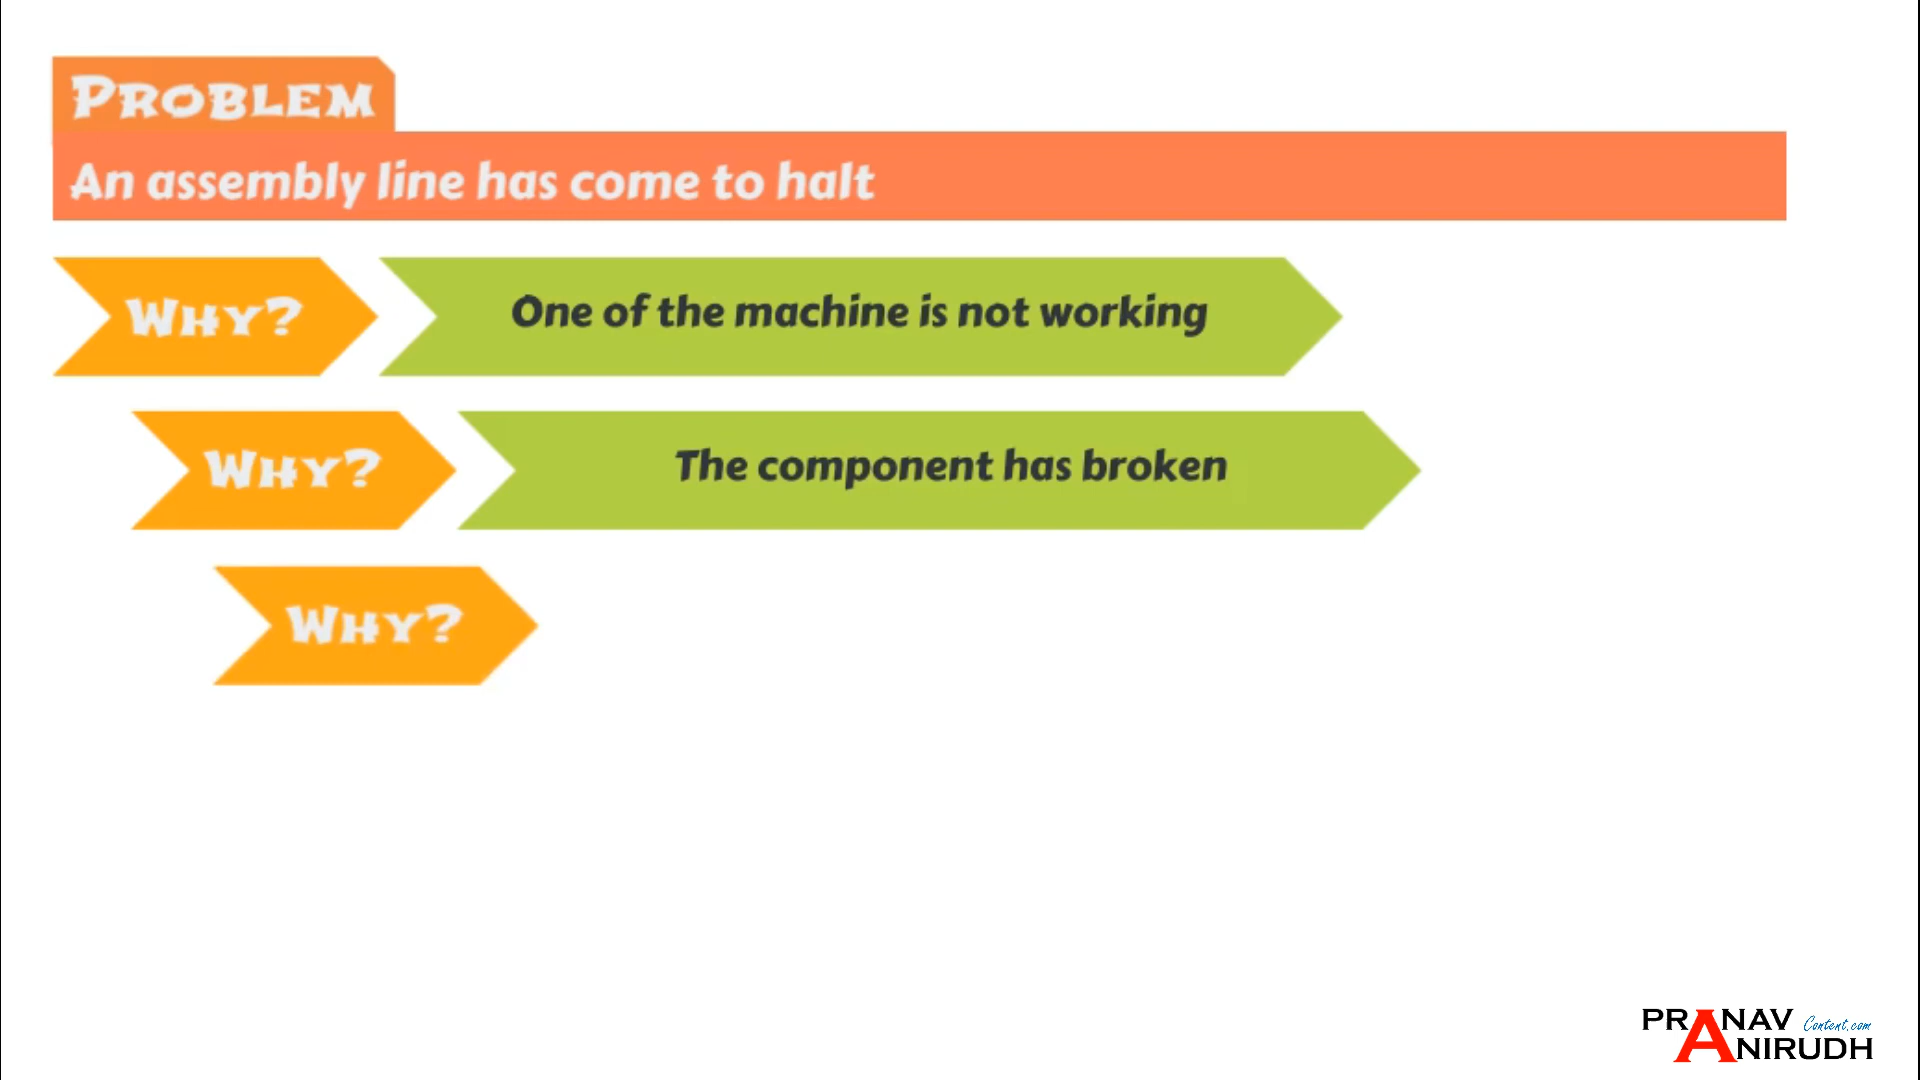 PROBLEM
An assembly line has come to halt
WHY?
One of the machine is not working
WHY?
The component has broken
WHY?
PRANAV Content.com
ANIRUDH